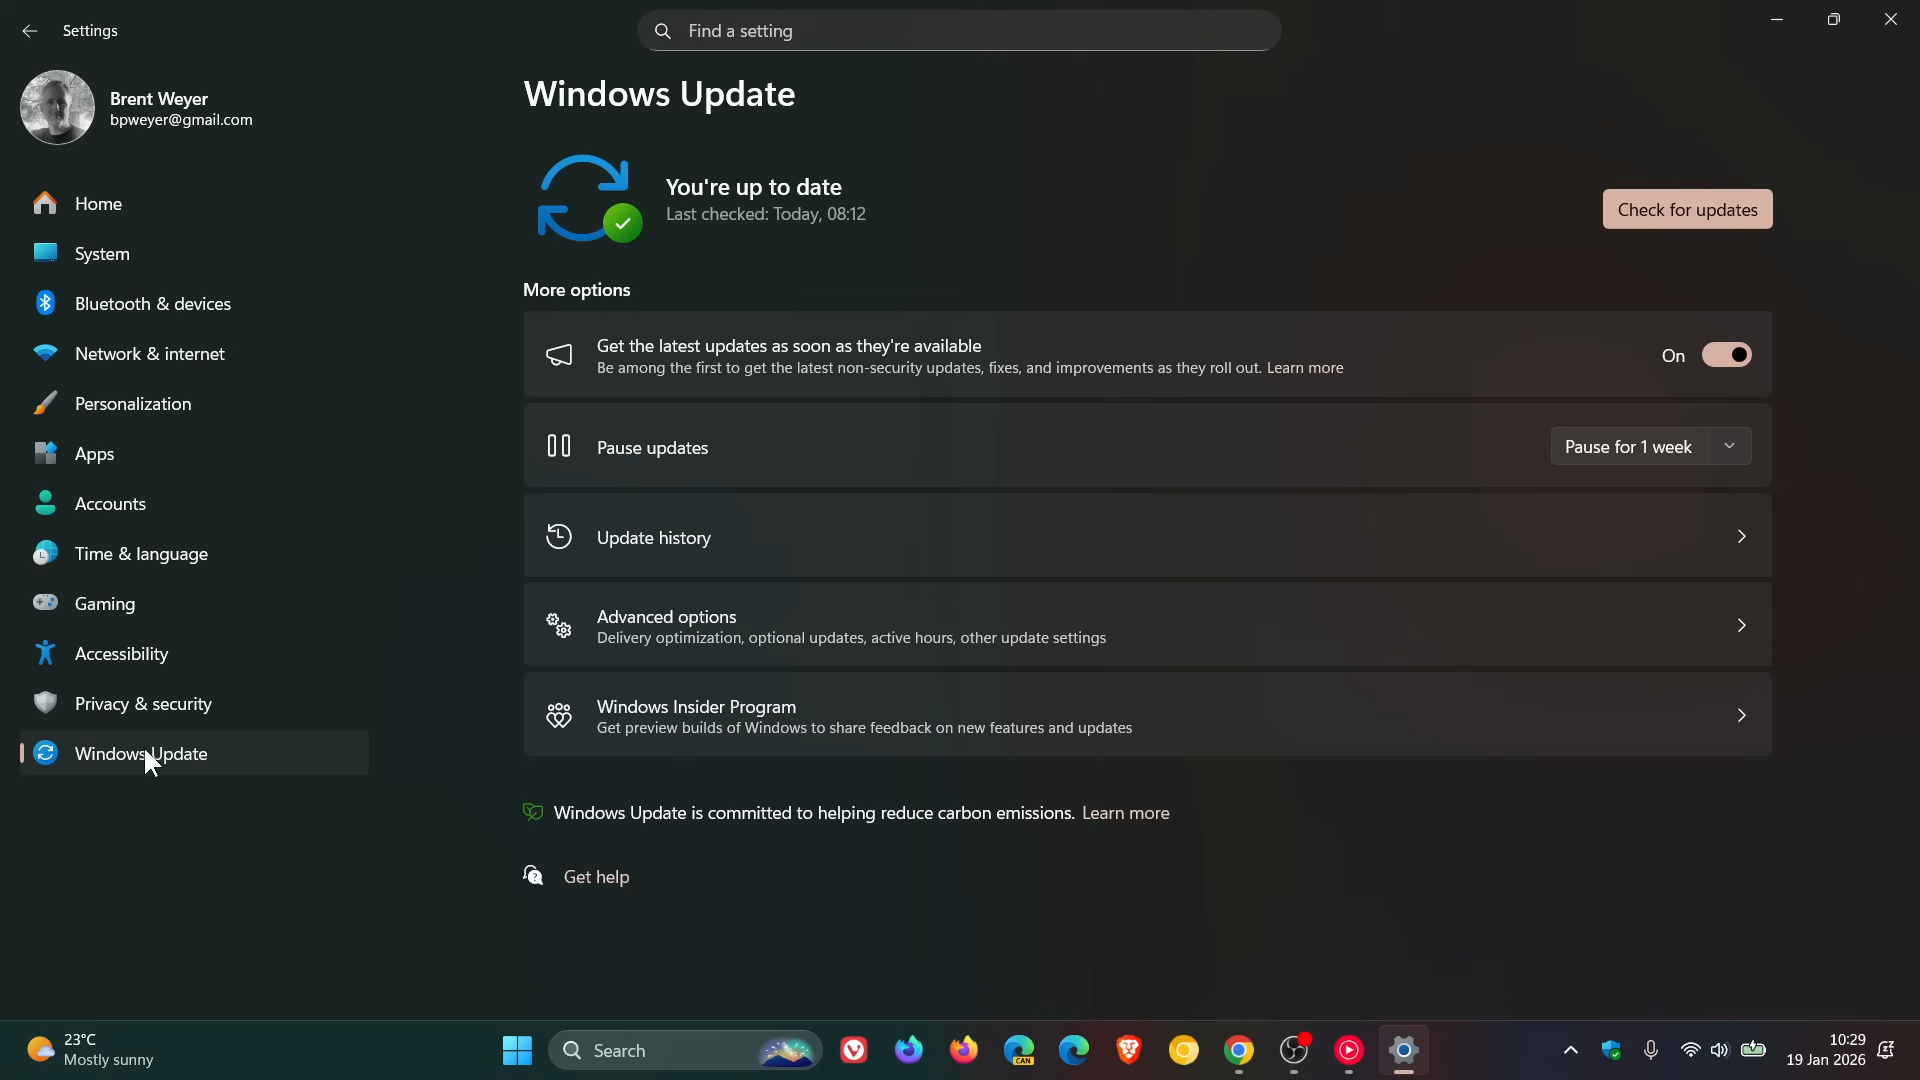 Settings
Find a setting
Brent Weyer
bpweyer@gmail.com
Home
System
Bluetooth & devices
Network & internet
Personalization
Apps
Accounts
Time & language
Gaming
Accessibility
Privacy & security
Windows Update
Windows Update
You're up to date
Last checked: Today, 08:12
Check for updates
More options
Get the latest updates as soon as they're available
Be among the first to get the latest non-security updates, fixes, and improvements as they roll out. Learn more
On
Pause updates
Pause for 1 week
Update history
Advanced options
Delivery optimization, optional updates, active hours, other update settings
Windows Insider Program
Get preview builds of Windows to share feedback on new features and updates
Windows Update is committed to helping reduce carbon emissions. Learn more
Get help
23°C
Mostly sunny
Search
CAN
10:29
19 Jan 2026